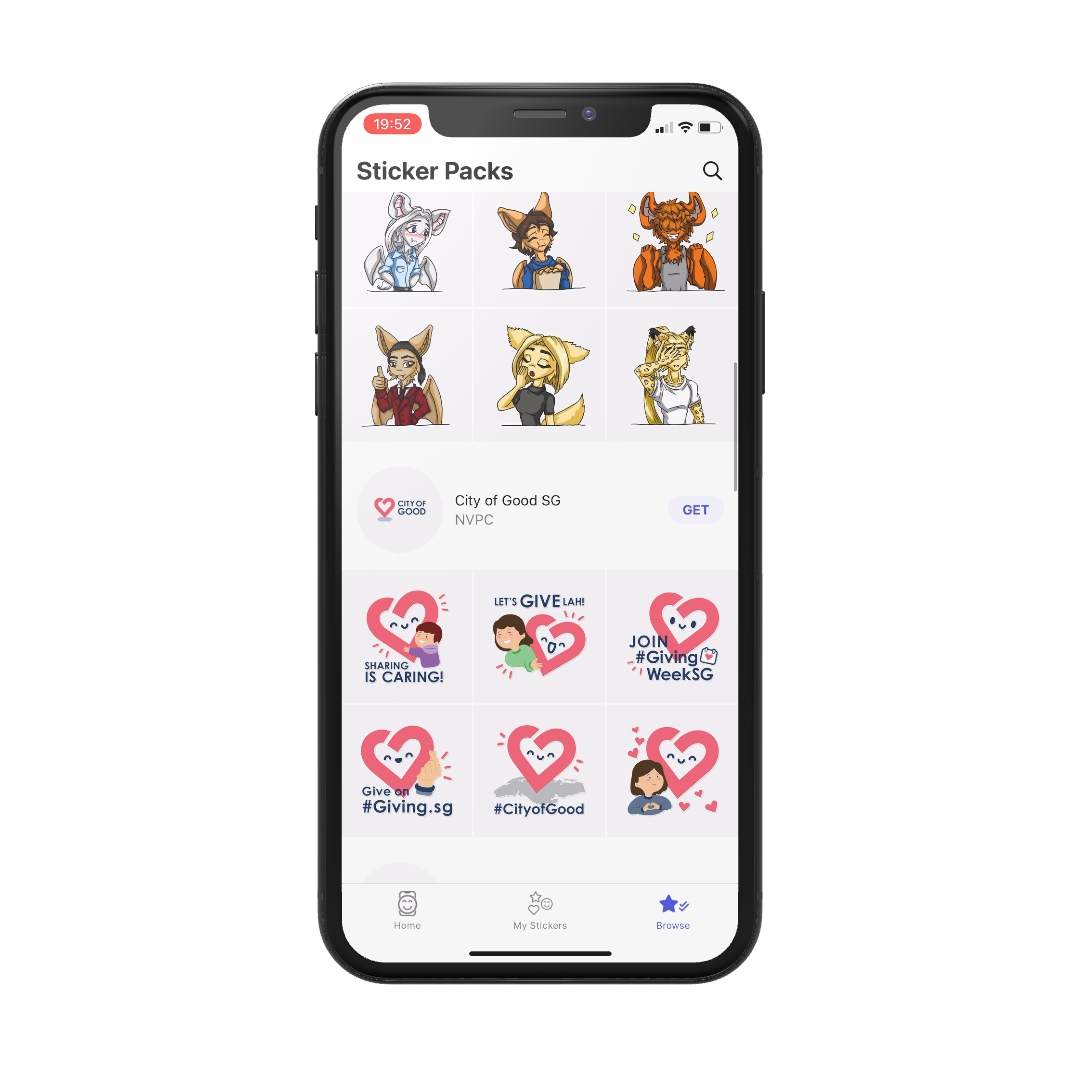 19:52
Sticker Packs
CITY OF
GOOD
City of Good SG
NVPC
GET
SHARING
IS CARING!
LET'S GIVE LAH!
JOIN
#Giving
WeekSG
Give on
#Giving.sg
#CityofGood
Home
My Stickers
Browse